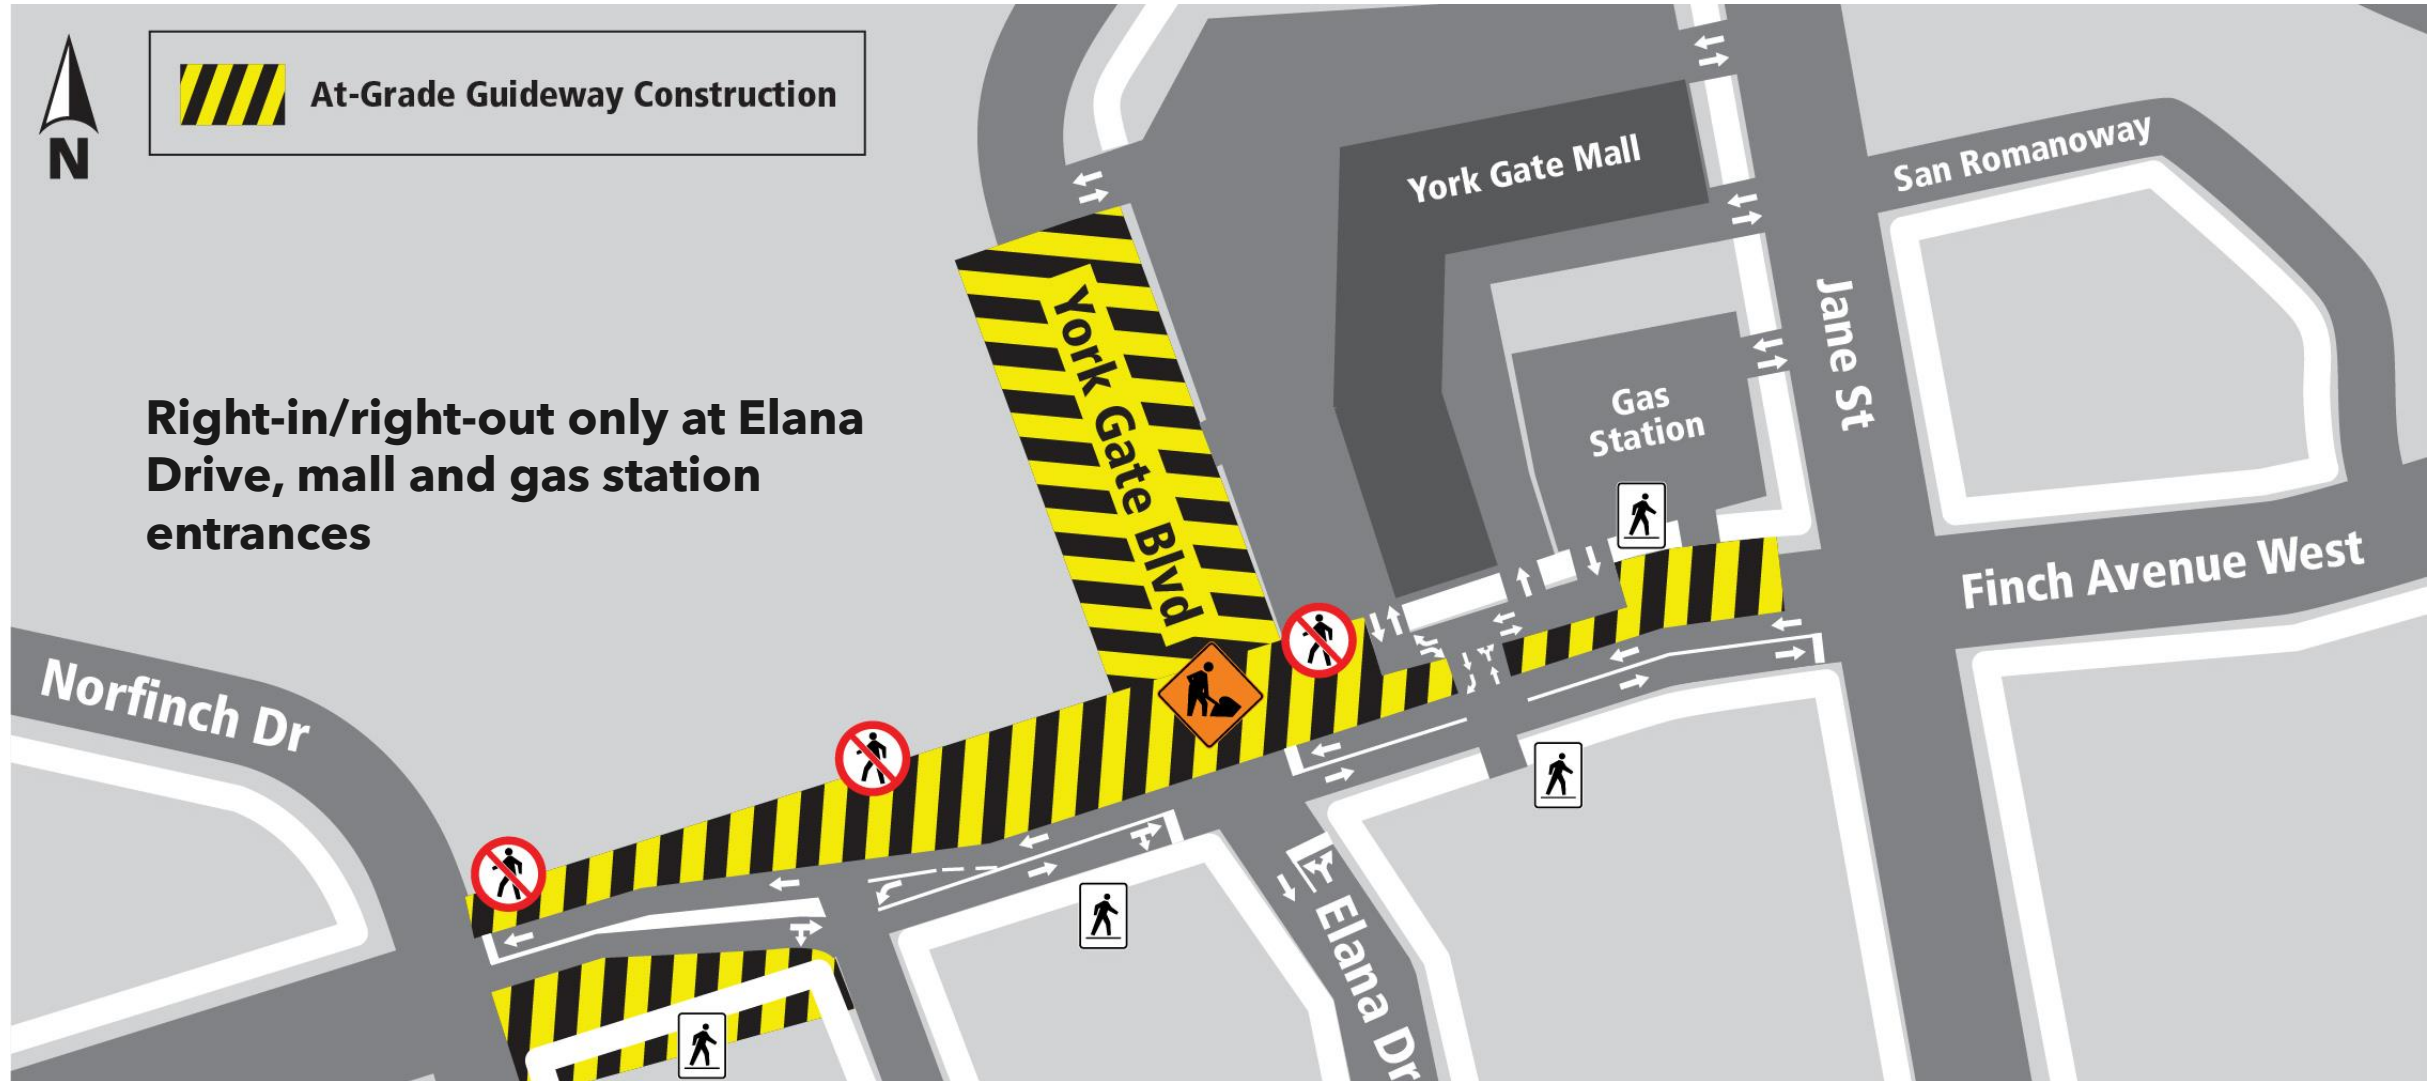 N
At-Grade Guideway Construction
Right-in/right-out only at Elana
Drive, mall and gas station
entrances
York Gate Mall
San Romanoway
Jane St
Gas
Station
York Gate Blvd
Finch Avenue West
Norfinch Dr
Elana Dr